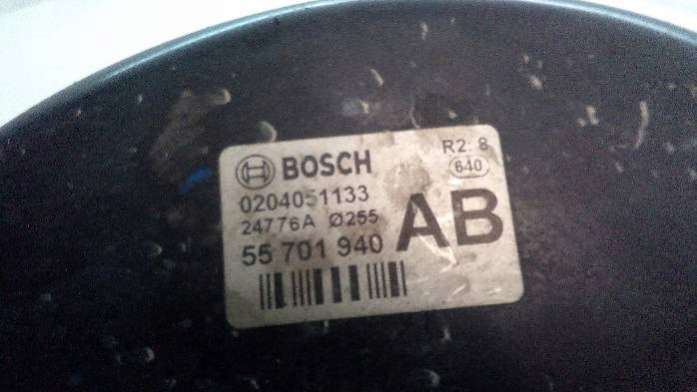 BOSCH
R2. 8
640
0204051133
24776A Ø255
55 701 940
AB